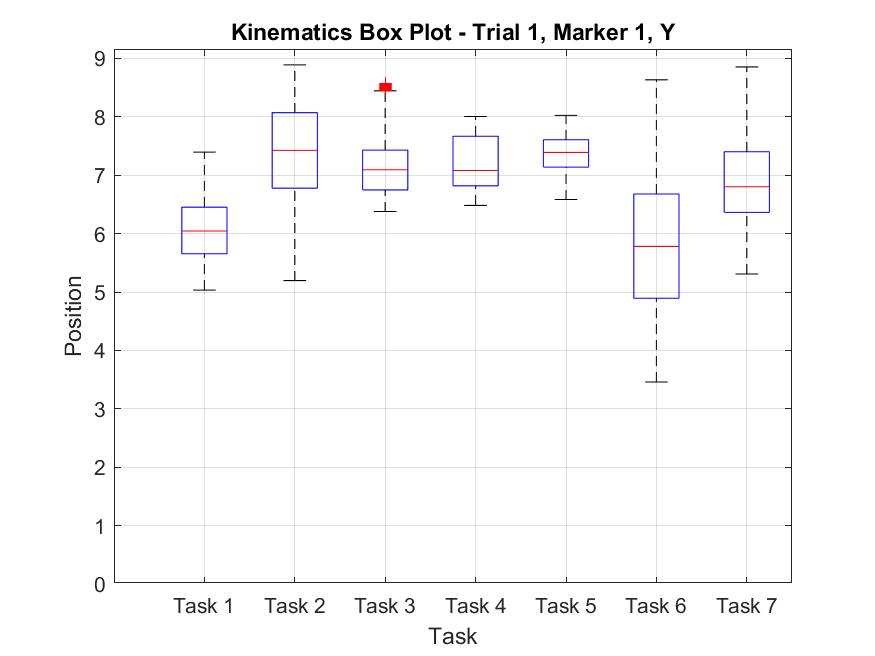 Kinematics Box Plot - Trial 1, Marker 1, Y
9
8
7
6
5
4
3
2
1
0
Position
Task 1 Task 2 Task 3 Task 4 Task 5 Task 6 Task 7
Task